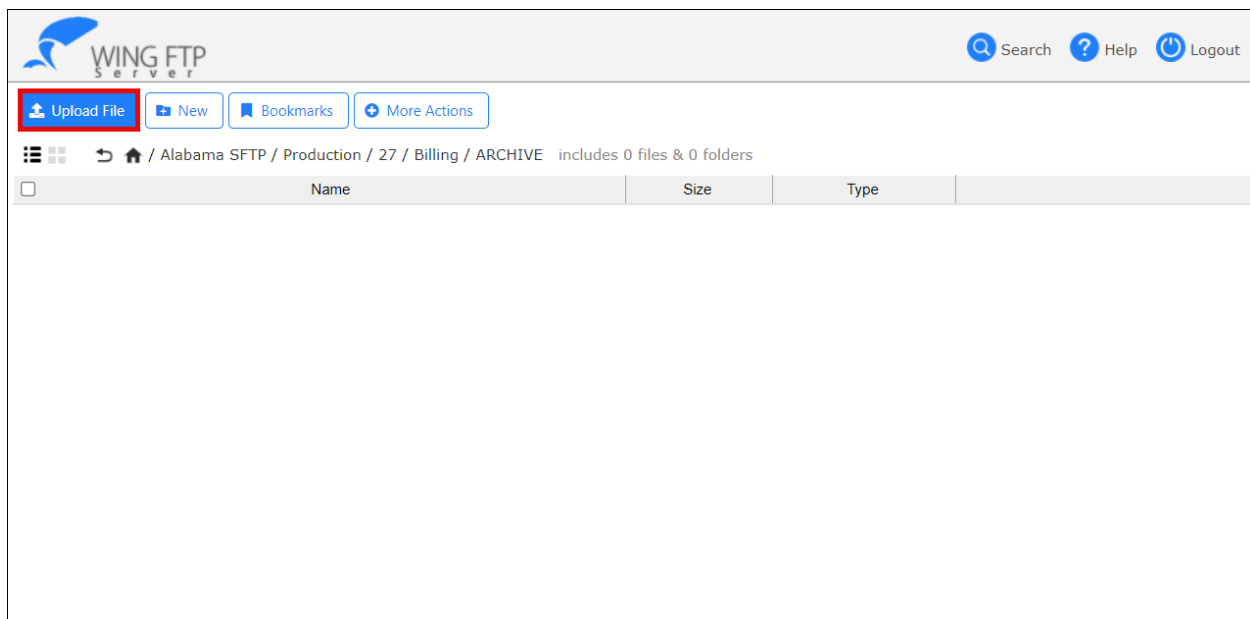 WING FTP
Server
Search Help Logout
Upload File New Bookmarks More Actions
/ Alabama SFTP / Production / 27 / Billing / ARCHIVE includes 0 files & 0 folders
Name Size Type